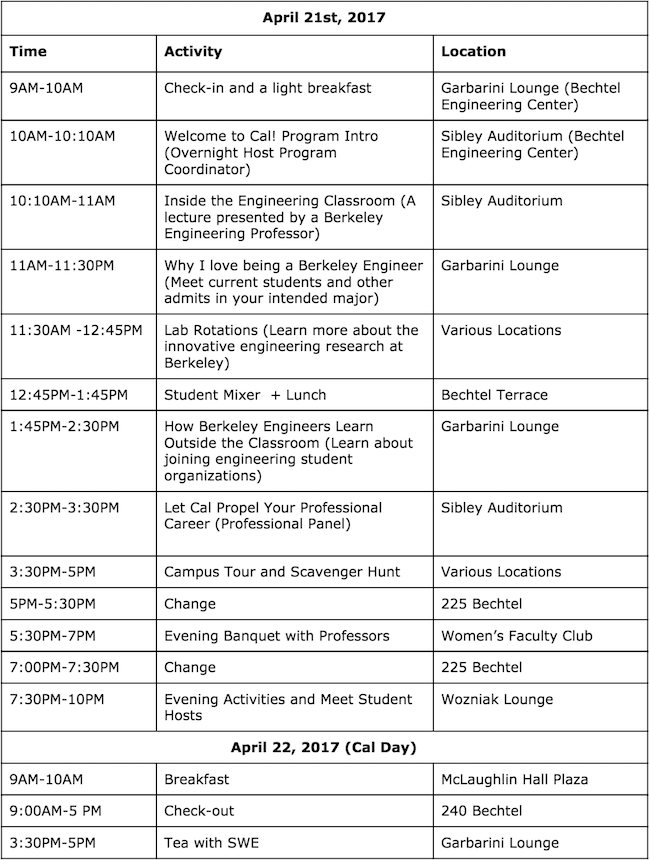 April 21st, 2017
Time Activity Location
9AM-10AM Check-in and a light breakfast Garbarini Lounge (Bechtel
Engineering Center)
10AM-10:10AM Welcome to Cal! Program Intro Sibley Auditorium (Bechtel
(Overnight Host Program Engineering Center)
Coordinator)
10:10AM-11AM Inside the Engineering Classroom (A Sibley Auditorium
lecture presented by a Berkeley
Engineering Professor)
11AM-11:30PM Why I love being a Berkeley Engineer Garbarini Lounge
(Meet current students and other
admits in your intended major)
11:30AM -12:45PM Lab Rotations (Learn more about the Various Locations
innovative engineering research at
Berkeley)
12:45PM-1:45PM Student Mixer + Lunch Bechtel Terrace
1:45PM-2:30PM How Berkeley Engineers Learn Garbarini Lounge
Outside the Classroom (Learn about
joining engineering student
organizations)
2:30PM-3:30PM Let Cal Propel Your Professional Sibley Auditorium
Career (Professional Panel)
3:30PM-5PM Campus Tour and Scavenger Hunt Various Locations
5PM-5:30PM Change 225 Bechtel
5:30PM-7PM Evening Banquet with Professors Women’s Faculty Club
7:00PM-7:30PM Change 225 Bechtel
7:30PM-10PM Evening Activities and Meet Student Wozniak Lounge
Hosts
April 22, 2017 (Cal Day)
9AM-10AM Breakfast McLaughlin Hall Plaza
9:00AM-5 PM Check-out 240 Bechtel
3:30PM-5PM Tea with SWE Garbarini Lounge